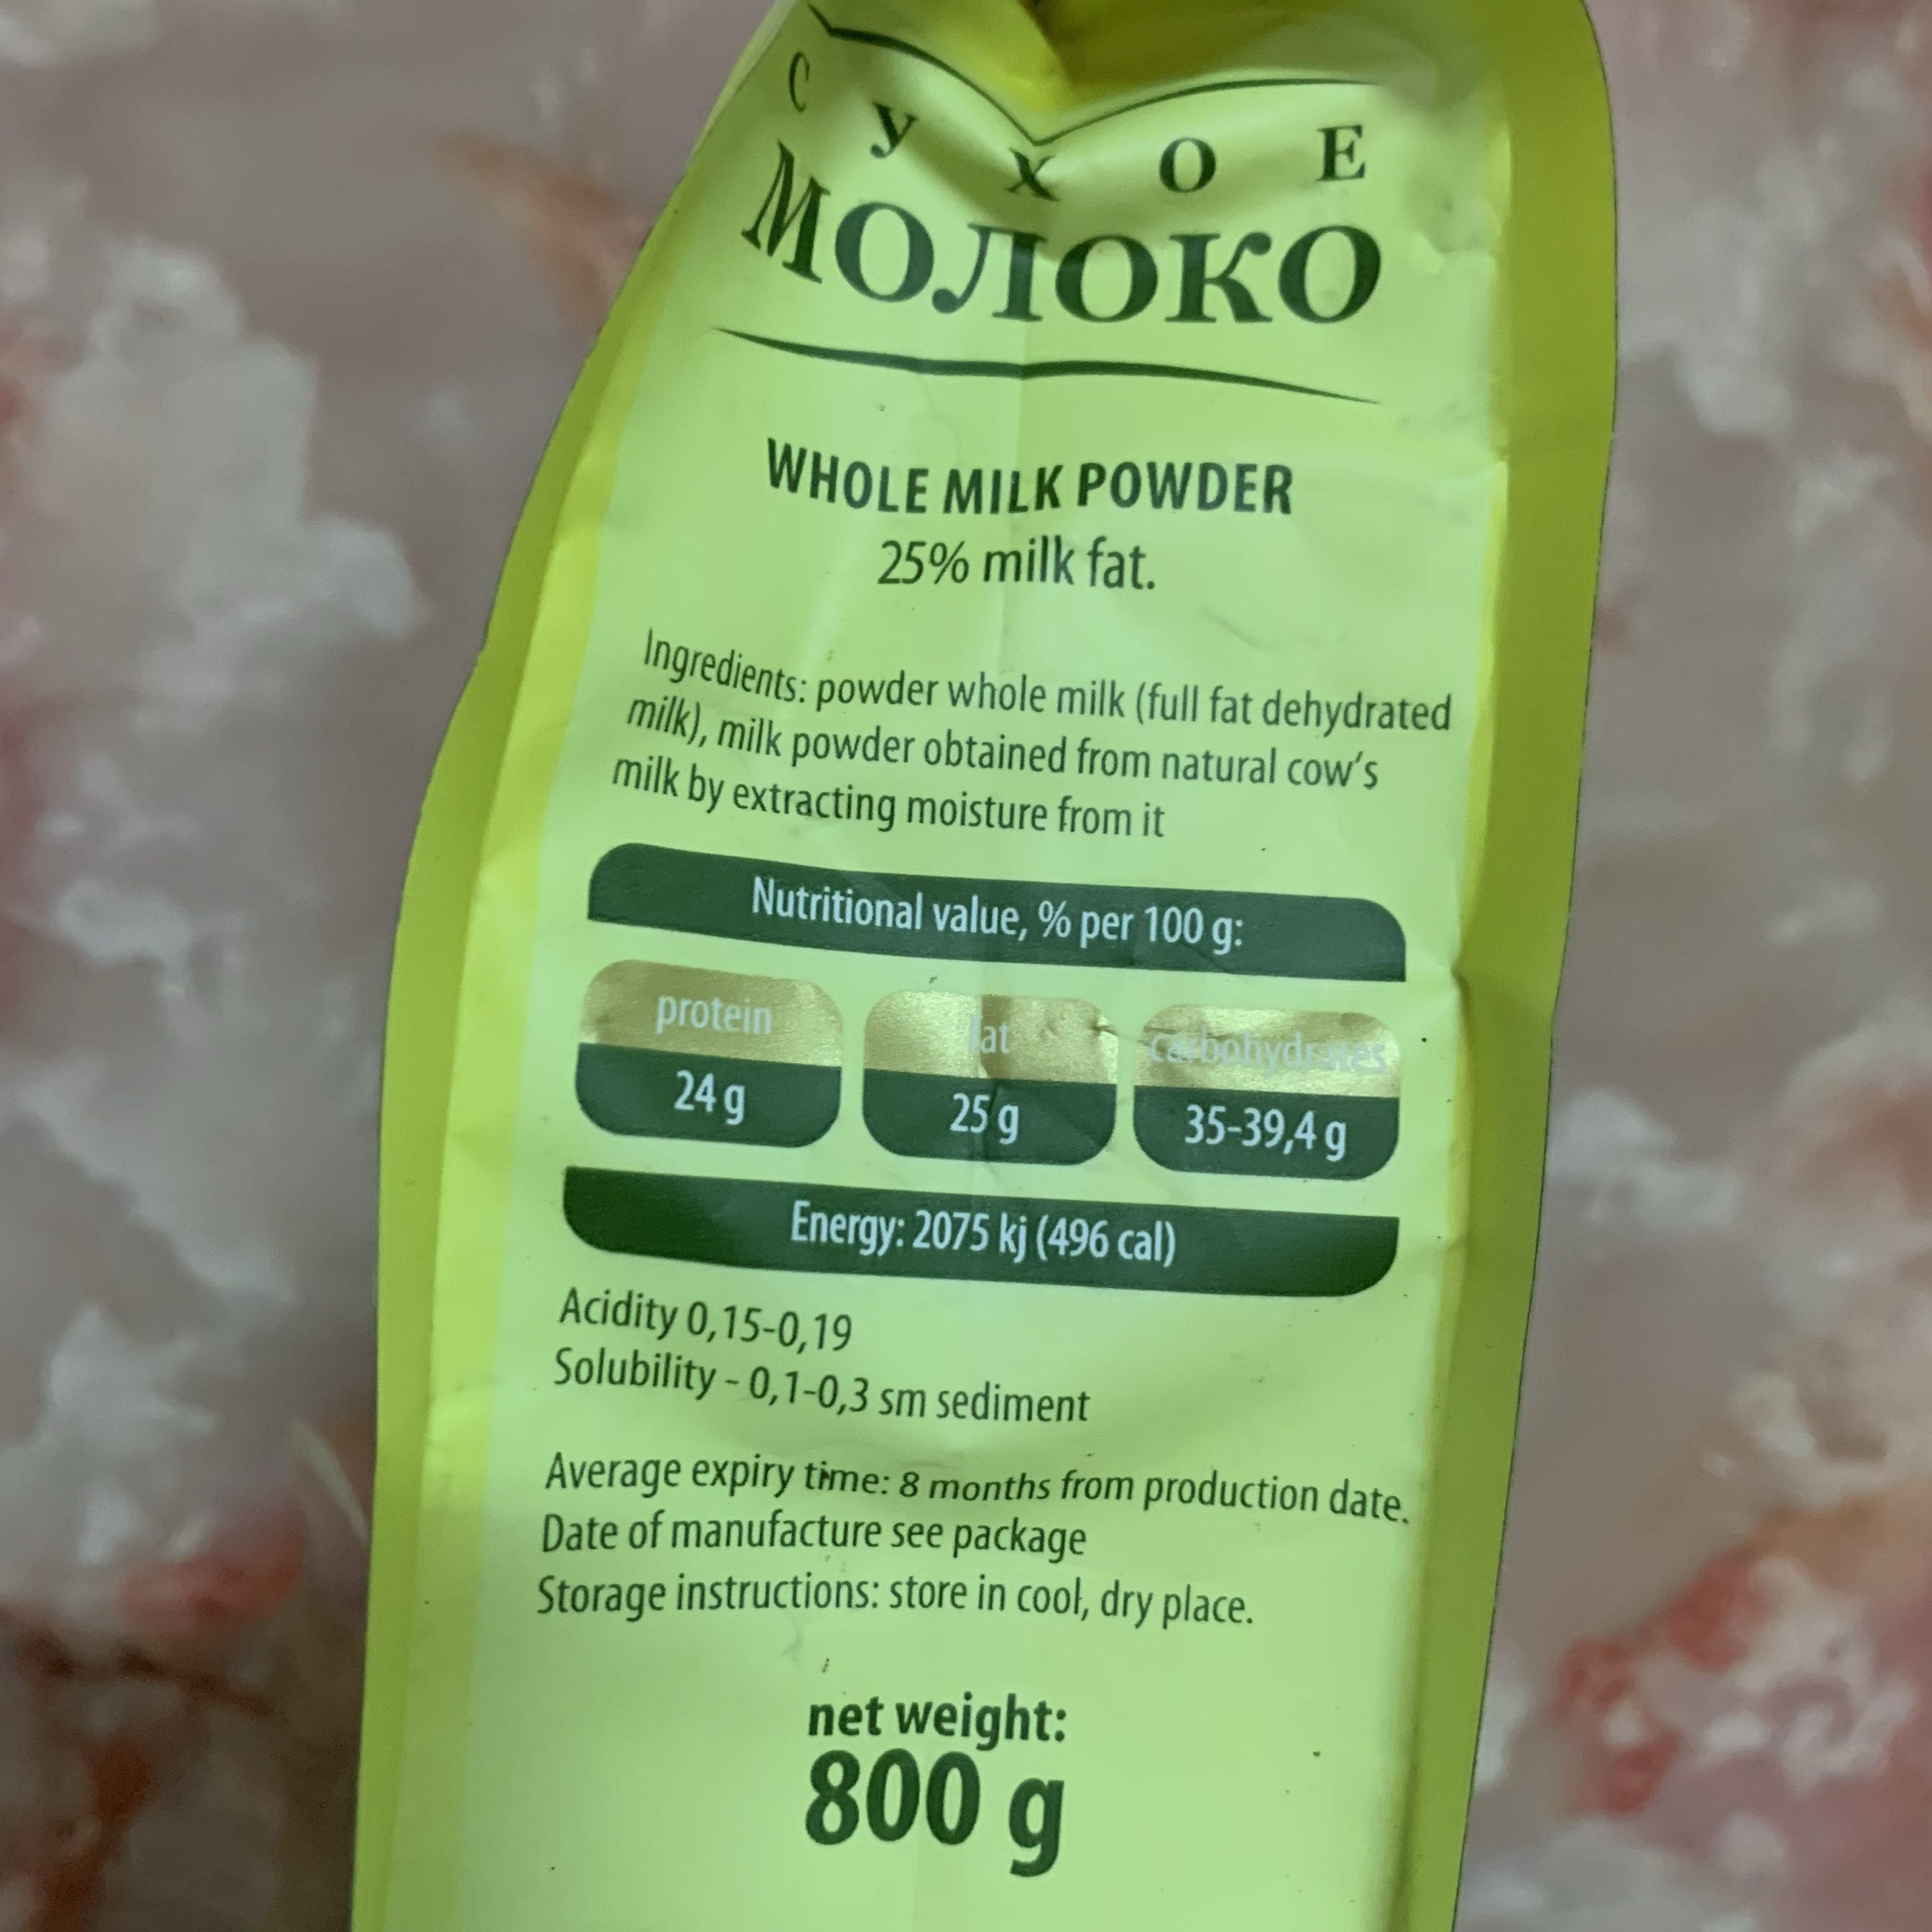 СУХОЕ
МОЛОКО
WHOLE MILK POWDER
25% milk fat.
Ingredients: powder whole milk (full fat dehydrated
milk), milk powder obtained from natural cow's
milk by extracting moisture from it
Nutritional value, % per 100 g:
protein fat carbohydrates
24 g 25 g 35-39,4 g
Energy: 2075 kj (496 cal)
Acidity 0,15-0,19
Solubility - 0,1-0,3 sm sediment
Average expiry time: 8 months from production date.
Date of manufacture see package
Storage instructions: store in cool, dry place.
net weight:
800 g